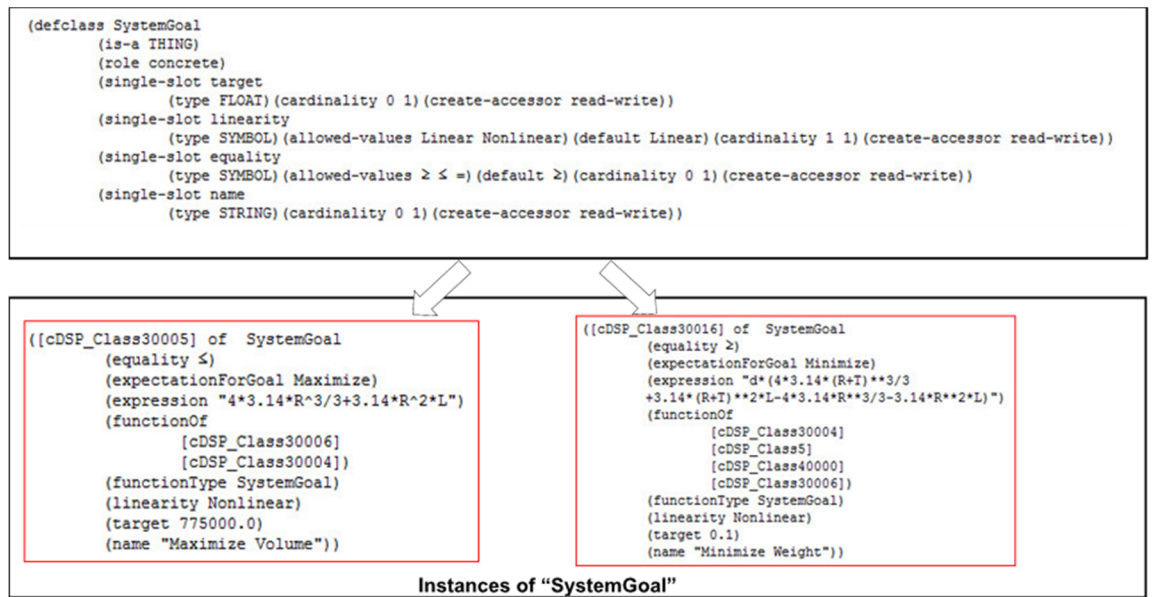 (defclass SystemGoal
(is-a THING)
(role concrete)
(single-slot target
(type FLOAT)(cardinality 0 1)(create-accessor read-write))
(single-slot linearity
(type SYMBOL)(allowed-values Linear Nonlinear)(default Linear)(cardinality 1 1)(create-accessor read-write))
(single-slot equality
(type SYMBOL)(allowed-values ≥ ≤ =)(default ≥)(cardinality 0 1)(create-accessor read-write))
(single-slot name
(type STRING)(cardinality 0 1)(create-accessor read-write))
([cDSP_Class30005] of SystemGoal
(equality ≤)
(expectationForGoal Maximize)
(expression "4*3.14*R^3/3+3.14*R^2*L")
(functionOf
[cDSP_Class30006]
[cDSP_Class30004])
(functionType SystemGoal)
(linearity Nonlinear)
(target 775000.0)
(name "Maximize Volume"))
([cDSP_Class30016] of SystemGoal
(equality ≥)
(expectationForGoal Minimize)
(expression "d*(4*3.14*(R+T)**3/3
+3.14*(R+T)**2*L-4*3.14*R**3/3-3.14*R**2*L)")
(functionOf
[cDSP_Class30004]
[cDSP_Class5]
[cDSP_Class40000]
[cDSP_Class30006])
(functionType SystemGoal)
(linearity Nonlinear)
(target 0.1)
(name "Minimize Weight"))
Instances of “SystemGoal”